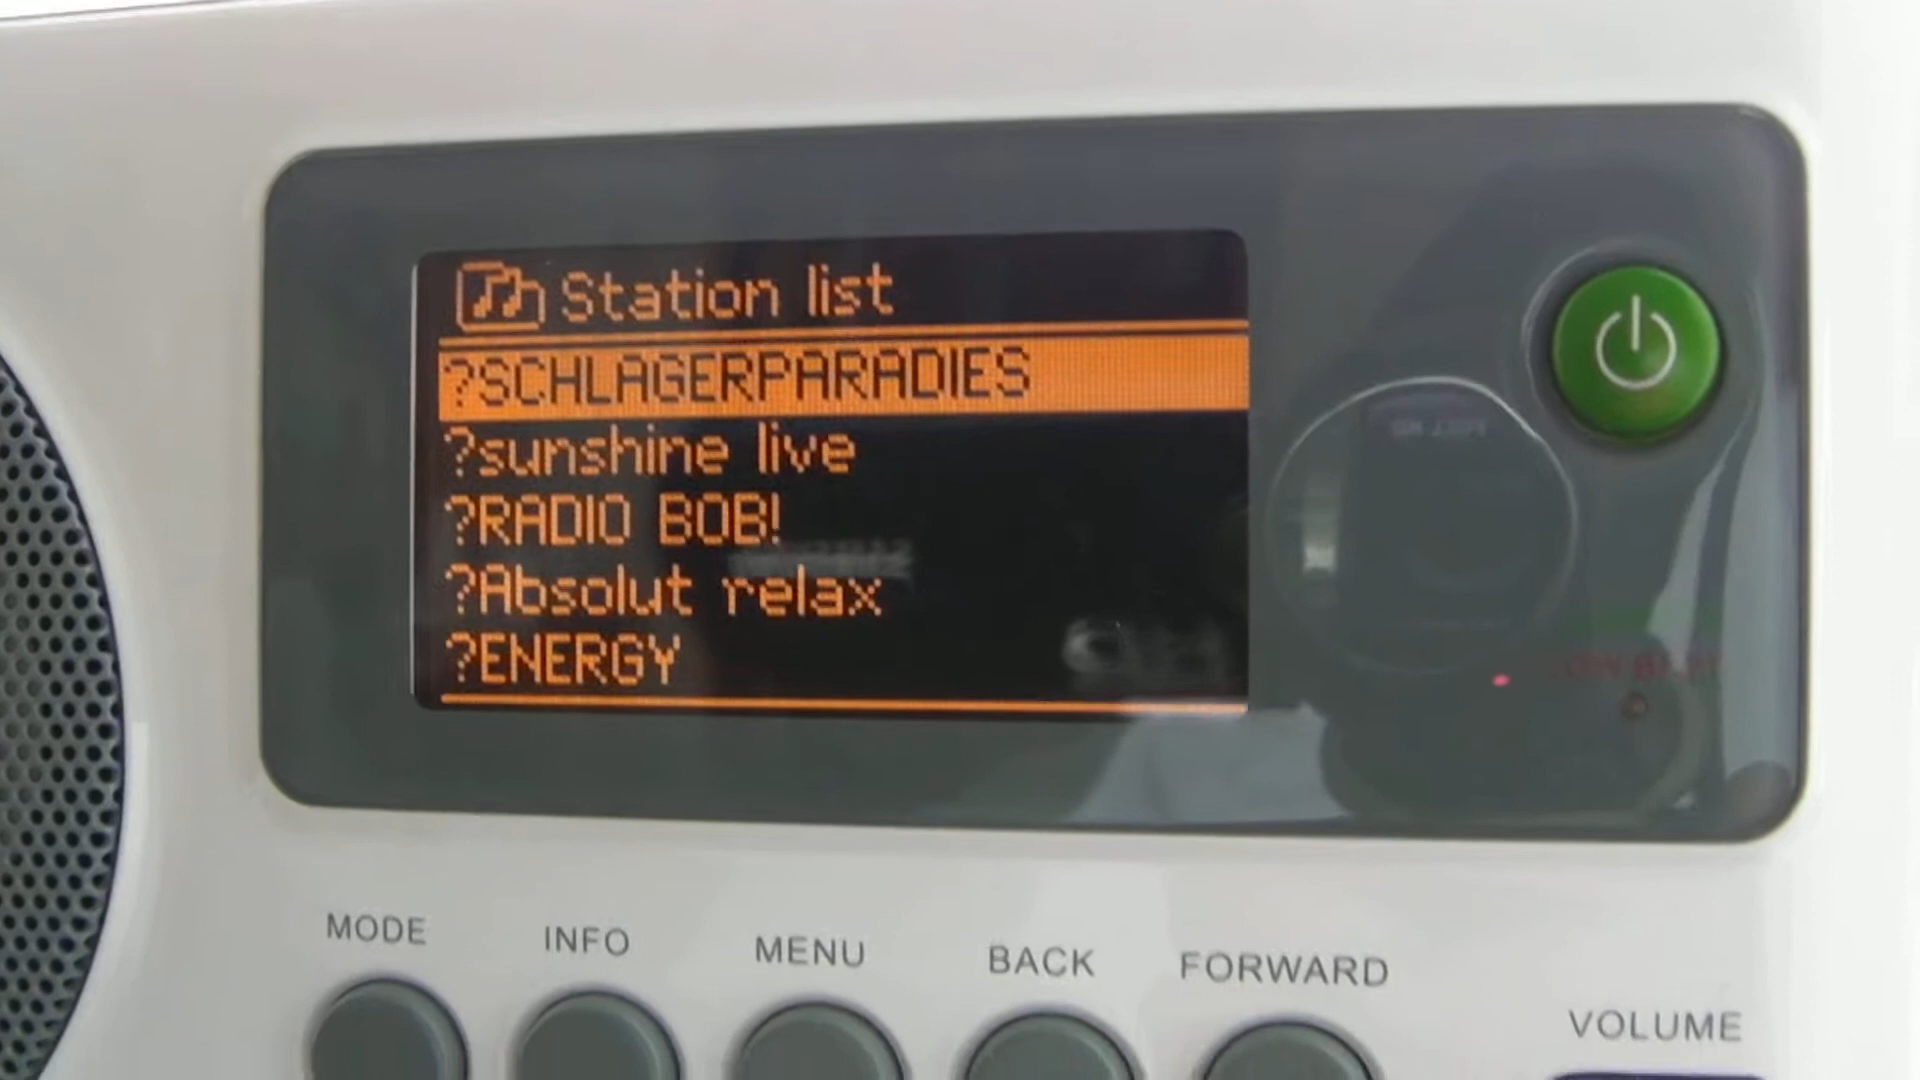 Station list
?SCHLAGERPARADIES
?sunshine live
?RADIO BOB!
?Absolut relax
?ENERGY
MODE
INFO
MENU
BACK
FORWARD
VOLUME